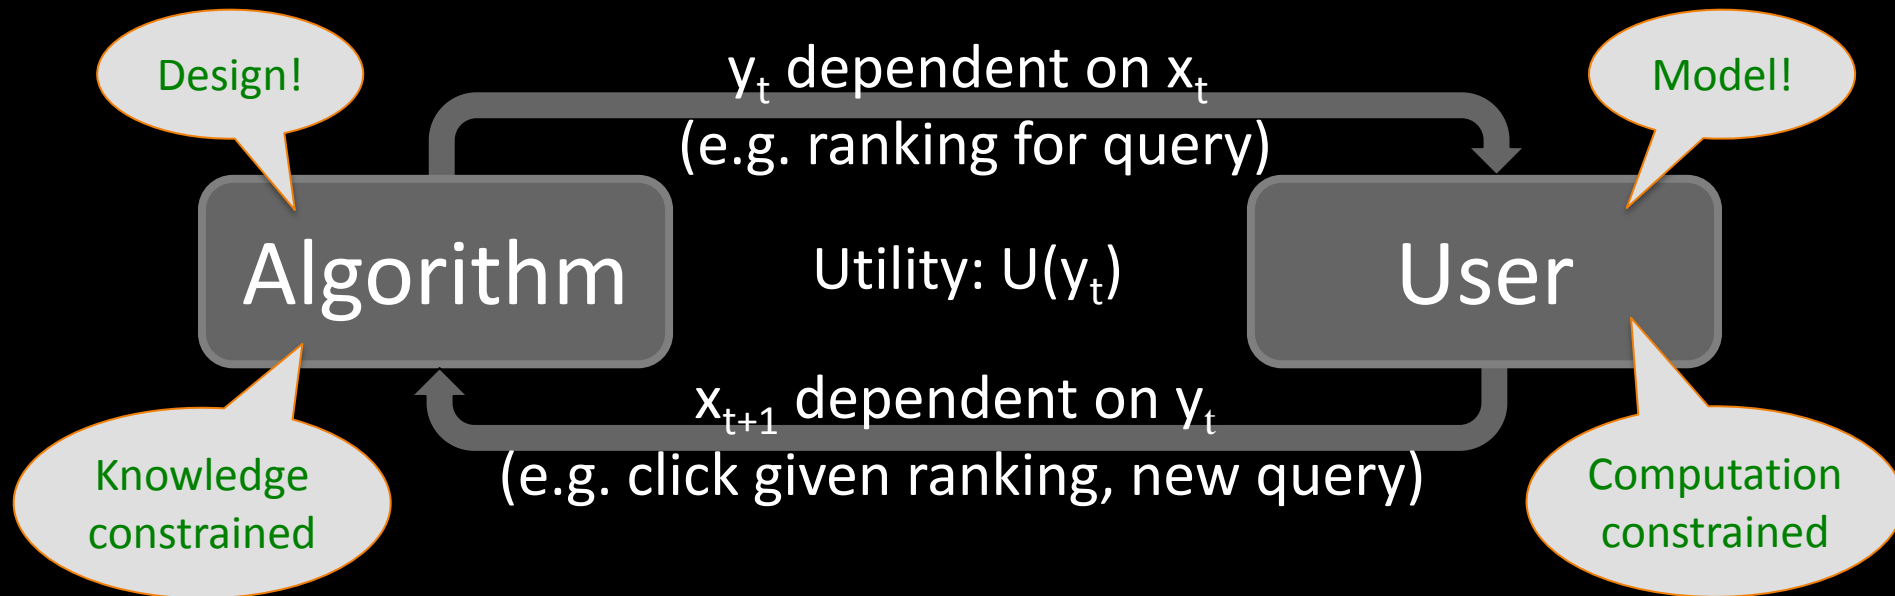 Design!
y_t dependent on x_t
(e.g. ranking for query)
Model!
Algorithm
Utility: U(y_t)
User
x_{t+1} dependent on y_t
(e.g. click given ranking, new query)
Knowledge
constrained
Computation
constrained